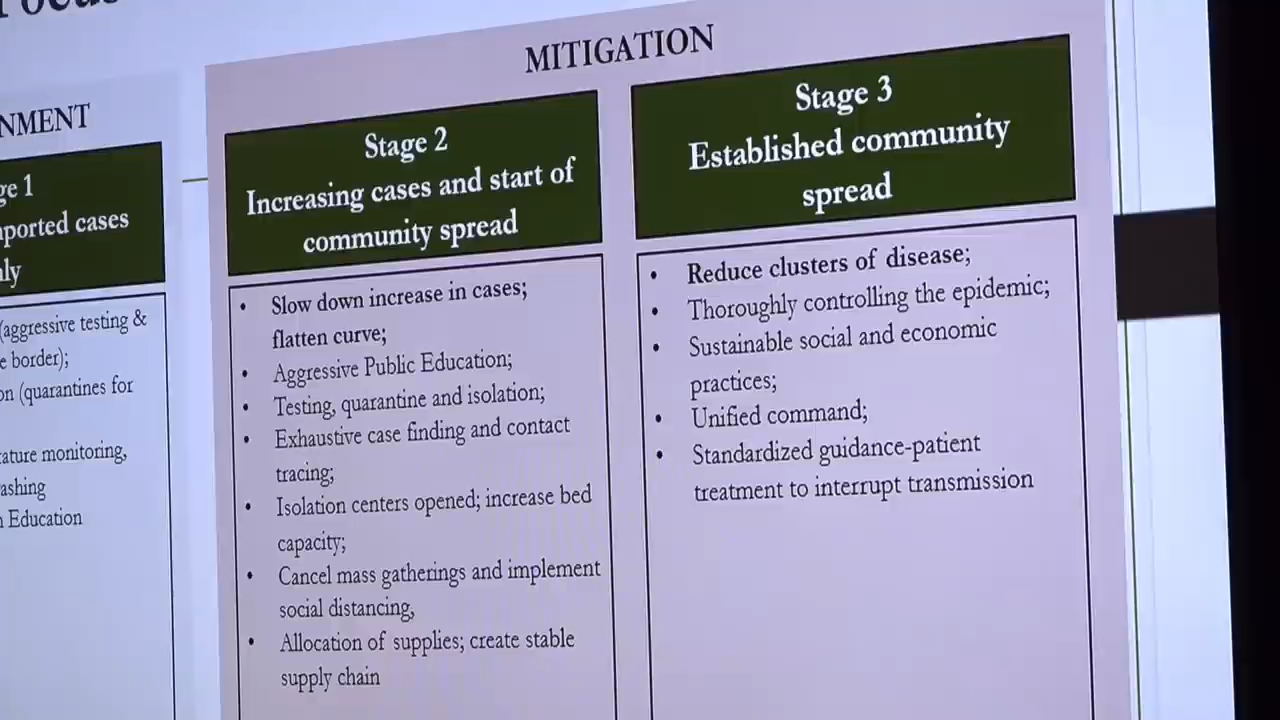 Focus
MITIGATION
NMENT
ge 1
ported cases
ly
(aggressive testing &
e border);
on (quarantines for
ature monitoring,
ashing
Education
Stage 2
Increasing cases and start of
community spread
• Slow down increase in cases;
flatten curve;
• Aggressive Public Education;
• Testing, quarantine and isolation;
• Exhaustive case finding and contact
tracing;
• Isolation centers opened; increase bed
capacity;
• Cancel mass gatherings and implement
social distancing,
• Allocation of supplies; create stable
supply chain
Stage 3
Established community
spread
• Reduce clusters of disease;
• Thoroughly controlling the epidemic;
• Sustainable social and economic
practices;
• Unified command;
• Standardized guidance-patient
treatment to interrupt transmission